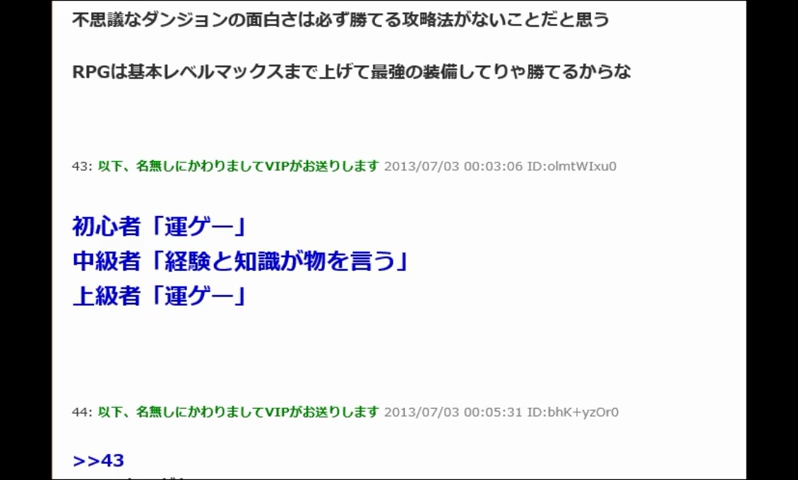 不思議なダンジョンの面白さは必ず勝てる攻略法がないことだと思う
RPGは基本レベルマックスまで上げて最強の装備してりゃ勝てるからな
43: 以下、名無しにかわりましてVIPがお送りします 2013/07/03 00:03:06 ID:olmtWIxu0
初心者「運ゲー」
中級者「経験と知識が物を言う」
上級者「運ゲー」
44: 以下、名無しにかわりましてVIPがお送りします 2013/07/03 00:05:31 ID:bhK+yzOr0
>>43